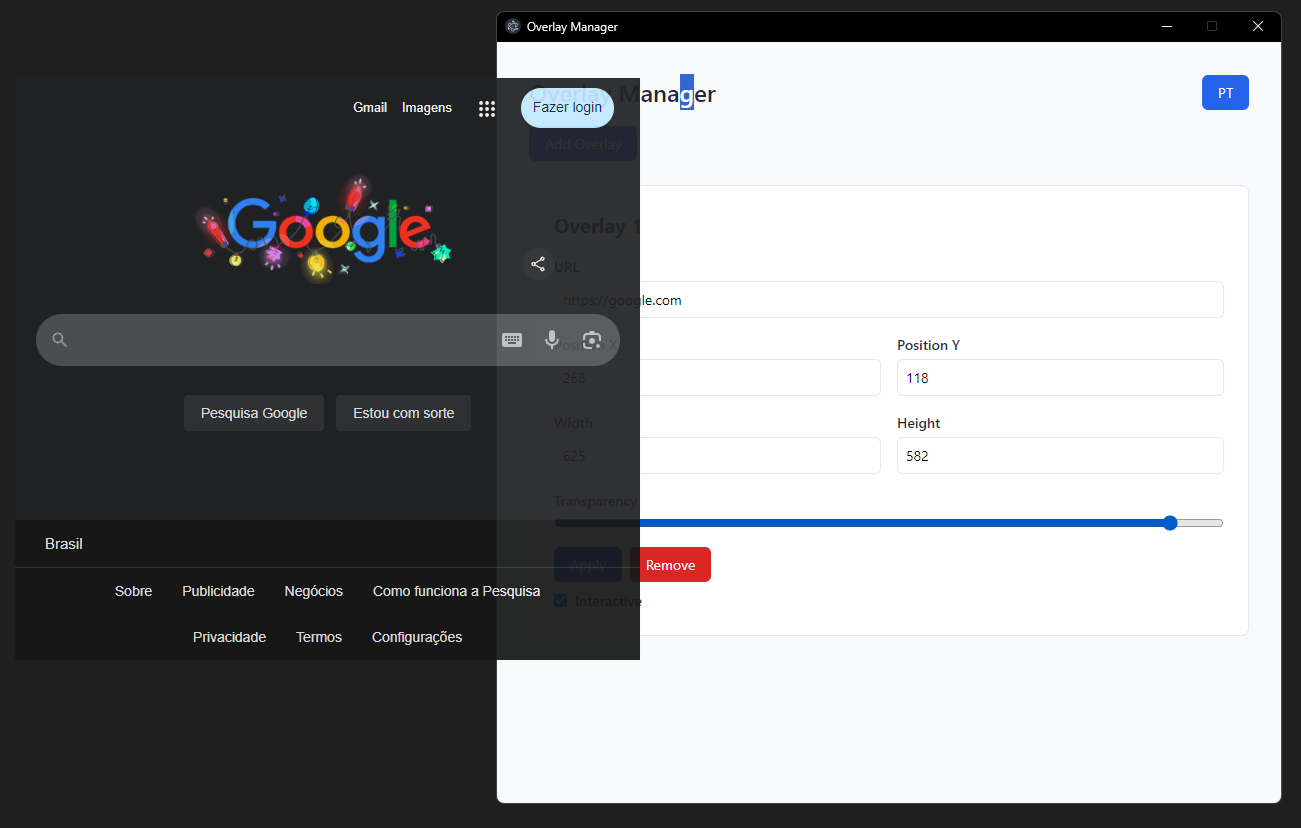 Overlay Manager
Overlay Manager
PT
Gmail
Imagens
Fazer login
Add Overlay
Google
Overlay 1
URL
https://google.com
Position X
Position Y
268
118
Pesquisa Google
Estou com sorte
Width
Height
625
582
Transparency
Brasil
Apply
Remove
Sobre
Publicidade
Negócios
Como funciona a Pesquisa
Interactive
Privacidade
Termos
Configurações